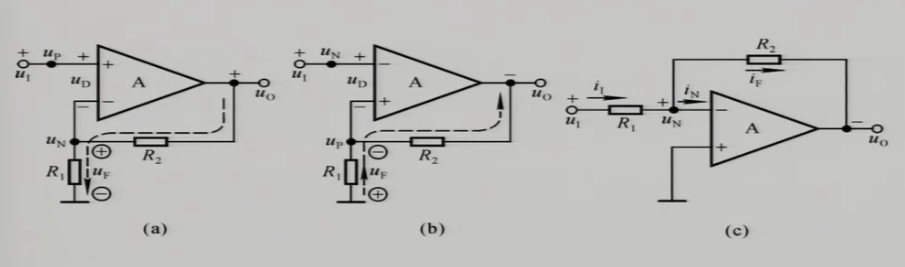 + u_P + + A + u_O
u_I u_D −
u_N ⊕ R_2
R_1 u_F
⊖
(a)
+ u_N + − A − u_O
u_I u_D +
u_P ⊖ R_2
R_1 u_F
⊕
(b)
R_2
i_F
+ i_I + i_N − A − u_O
u_I R_1 u_N
+
(c)